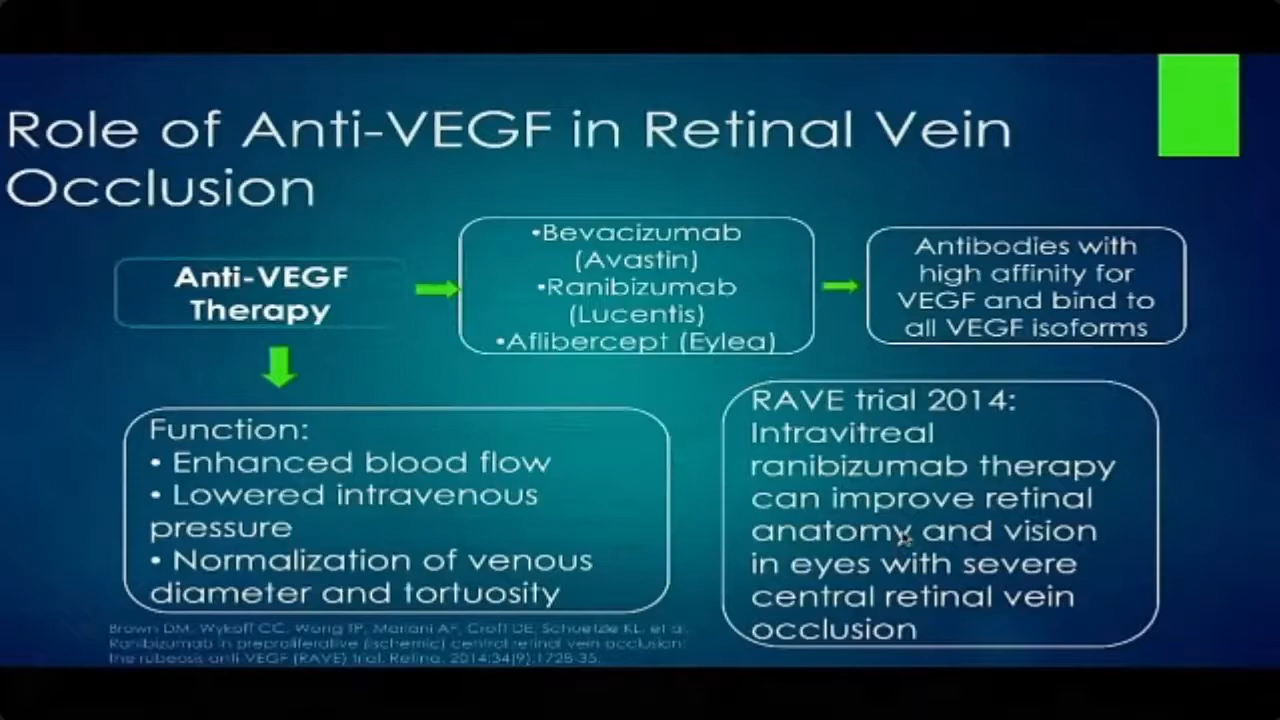 Role of Anti-VEGF in Retinal Vein
Occlusion
Anti-VEGF
Therapy
•Bevacizumab
(Avastin)
•Ranibizumab
(Lucentis)
•Aflibercept (Eylea)
Antibodies with
high affinity for
VEGF and bind to
all VEGF isoforms
Function:
• Enhanced blood flow
• Lowered intravenous
pressure
• Normalization of venous
diameter and tortuosity
RAVE trial 2014:
Intravitreal
ranibizumab therapy
can improve retinal
anatomy and vision
in eyes with severe
central retinal vein
occlusion
Brown DM, Wykoff CC, Wong TP, Mariani AF, Croft DE, Schuetzle KL, et al.
Ranibizumab in preproliferative (ischemic) central retinal vein occlusion:
the rubeosis anti-VEGF (RAVE) trial. Retina. 2014;34(9):1728-35.